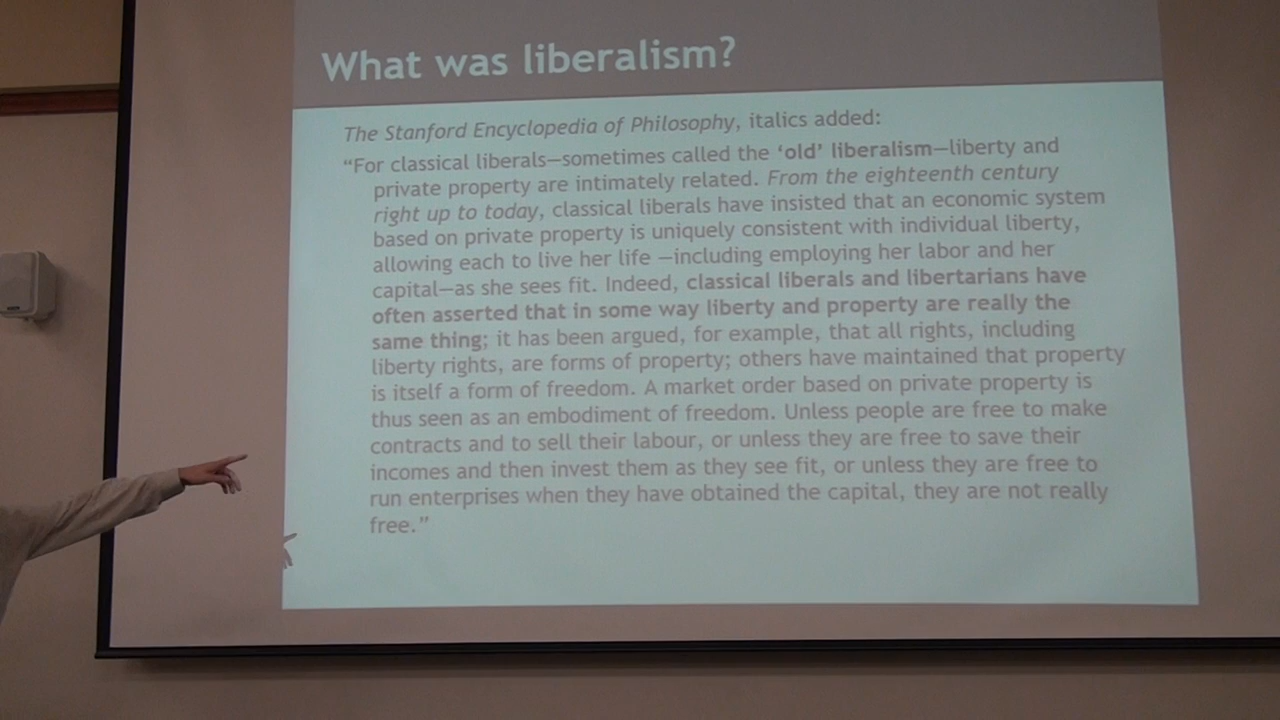 What was liberalism?
The Stanford Encyclopedia of Philosophy, italics added:
“For classical liberals—sometimes called the ‘old’ liberalism—liberty and
private property are intimately related. From the eighteenth century
right up to today, classical liberals have insisted that an economic system
based on private property is uniquely consistent with individual liberty,
allowing each to live her life —including employing her labor and her
capital—as she sees fit. Indeed, classical liberals and libertarians have
often asserted that in some way liberty and property are really the
same thing; it has been argued, for example, that all rights, including
liberty rights, are forms of property; others have maintained that property
is itself a form of freedom. A market order based on private property is
thus seen as an embodiment of freedom. Unless people are free to make
contracts and to sell their labour, or unless they are free to save their
incomes and then invest them as they see fit, or unless they are free to
run enterprises when they have obtained the capital, they are not really
free.”